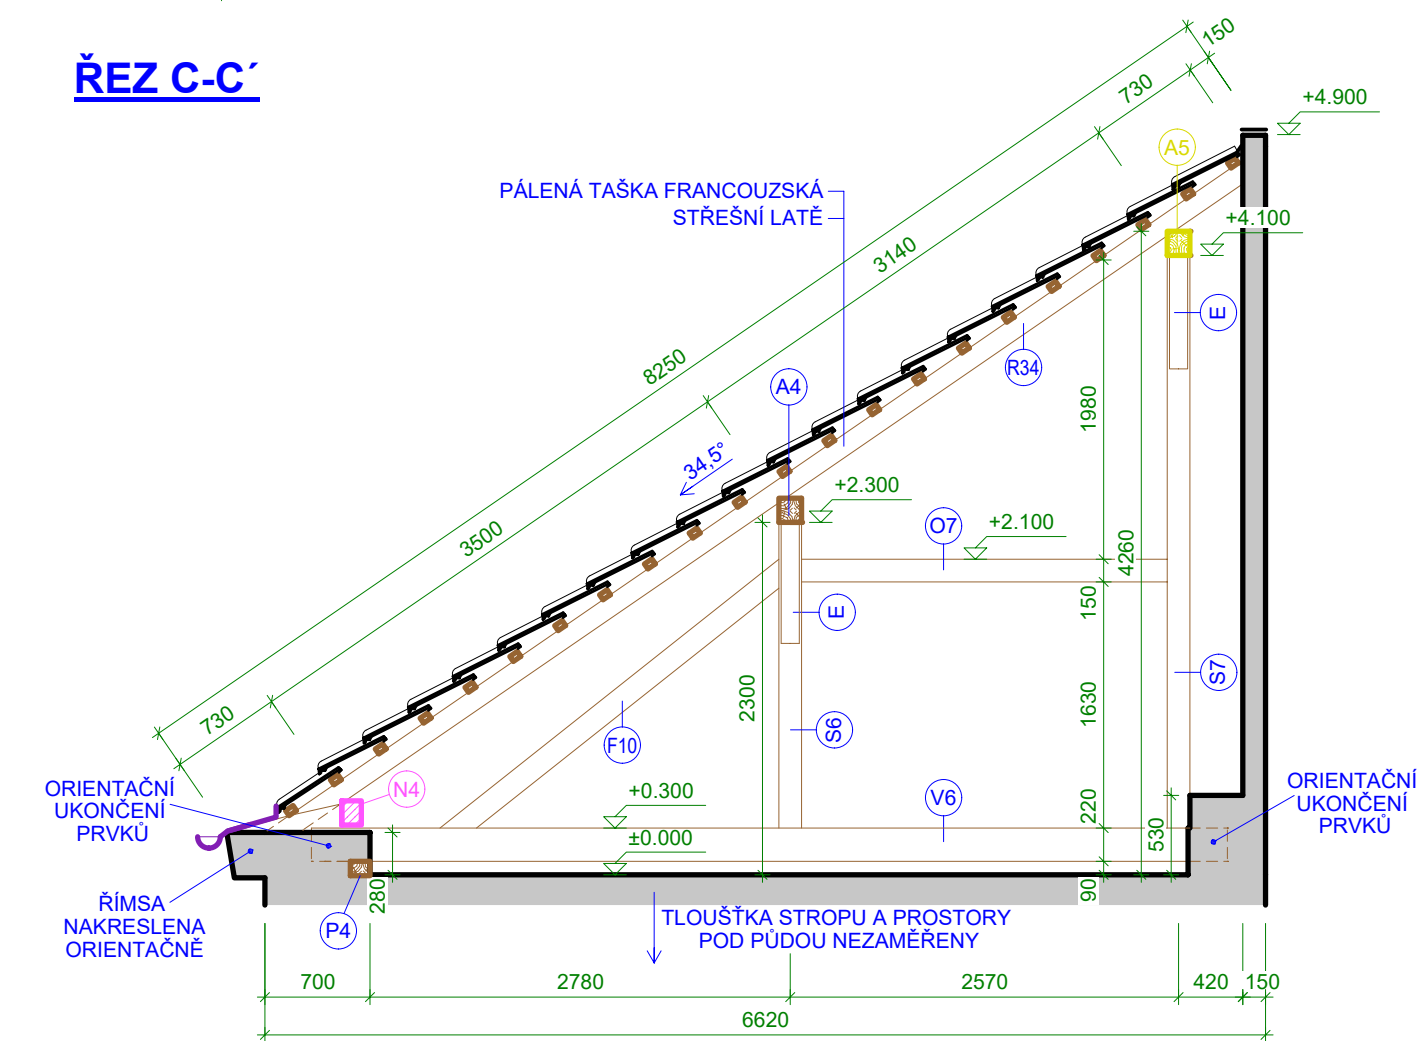 ŘEZ C-C´
150
730
+4.900
A5
PÁLENÁ TAŠKA FRANCOUZSKÁ
STŘEŠNÍ LATĚ
+4.100
3140
8250
E
R34
A4
1980
34,5°
+2.300
O7
+2.100
3500
4260
150
E
2300
1630
S7
730
F10
S6
N4
ORIENTAČNÍ
UKONČENÍ
PRVKŮ
+0.300
V6
220
ORIENTAČNÍ
UKONČENÍ
PRVKŮ
±0.000
530
280
90
ŘÍMSA
NAKRESLENA
ORIENTAČNĚ
P4
TLOUŠŤKA STROPU A PROSTORY
POD PŮDOU NEZAMĚŘENY
700
2780
2570
420
150
6620